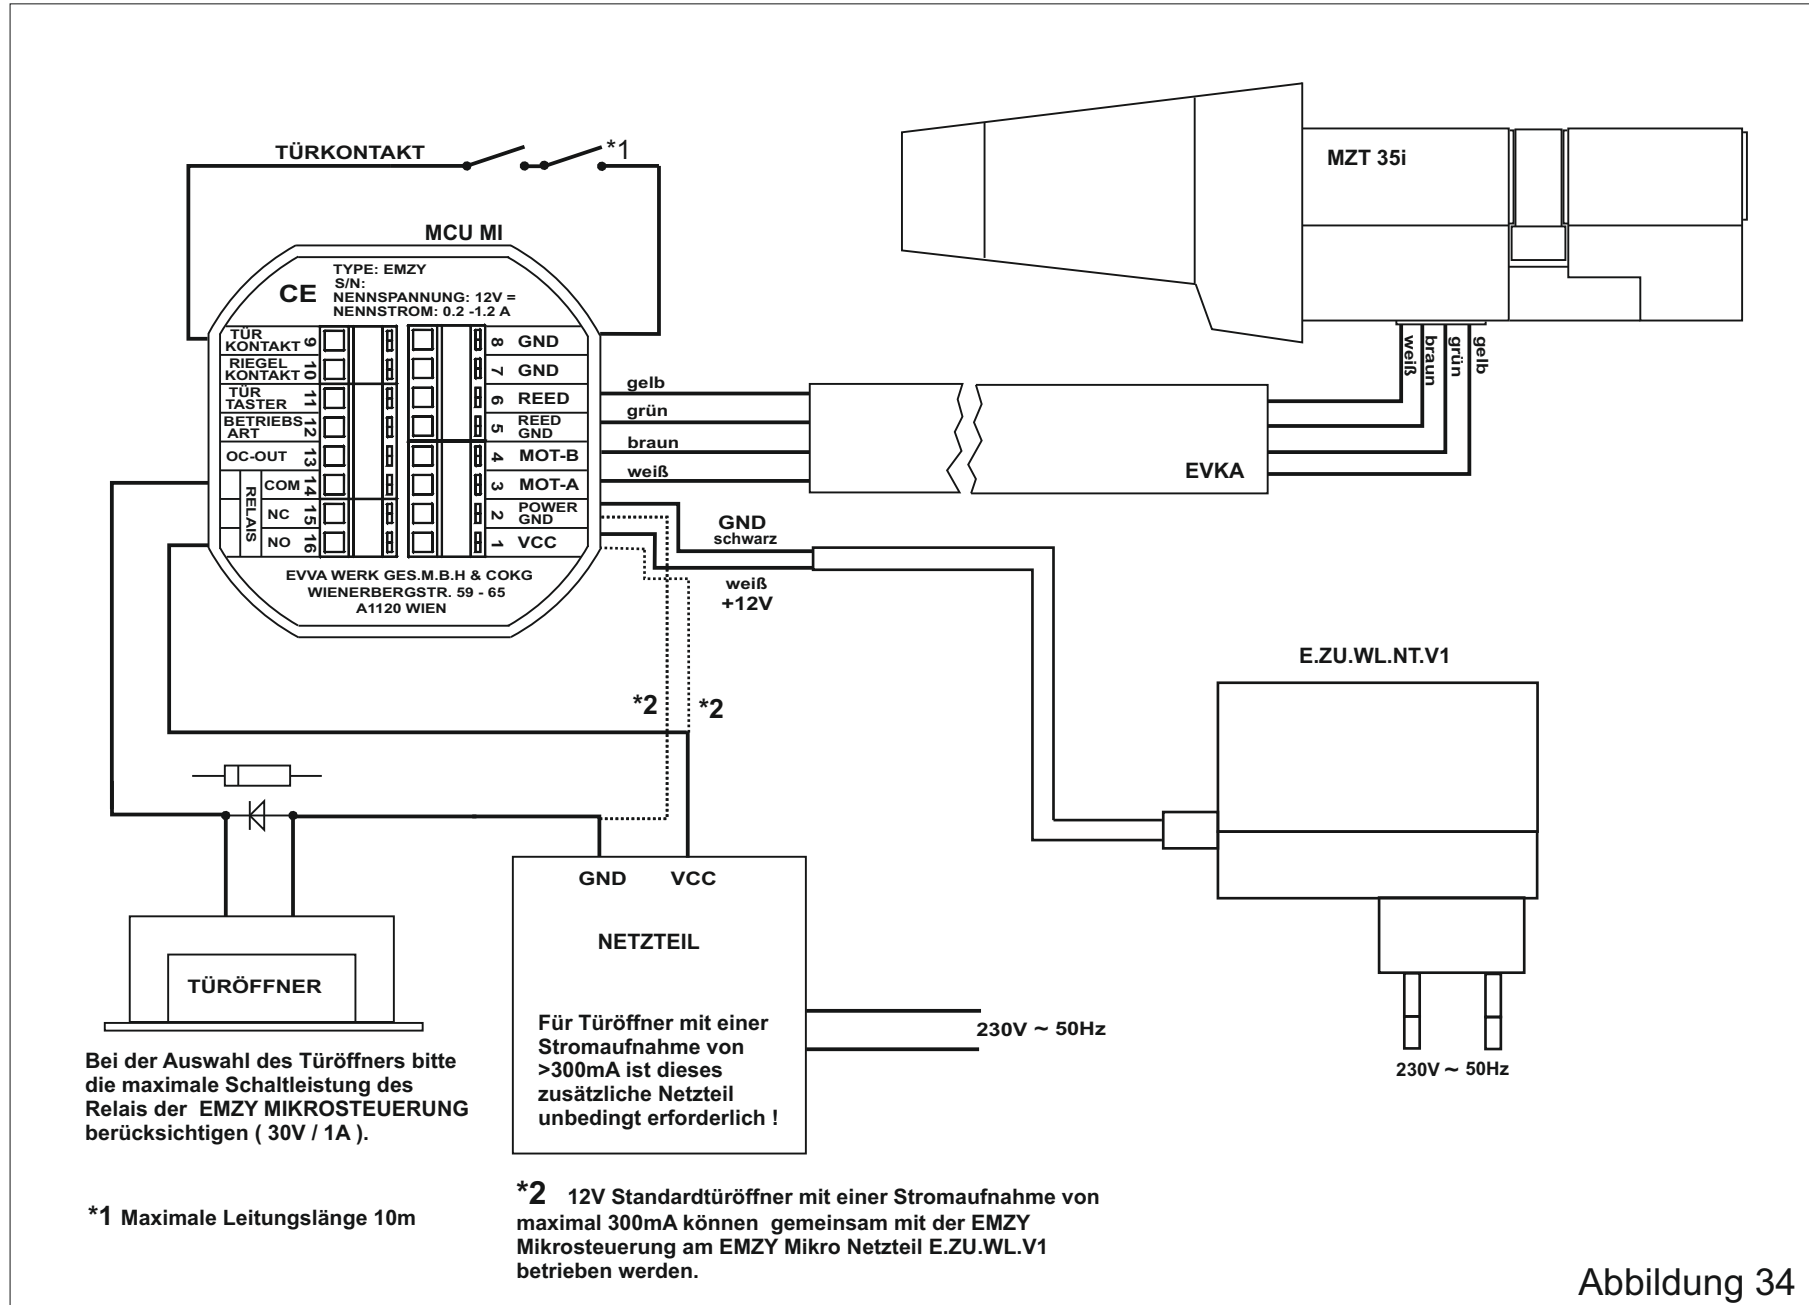 TÜRKONTAKT
*1
MCU MI
TYPE: EMZY
S/N:
CE
NENNSPANNUNG: 12V =
NENNSTROM: 0.2 -1.2 A
TÜR
KONTAKT 9
RIEGEL
KONTAKT 10
TÜR
TASTER 11
BETRIEBS
ART 12
OC-OUT 13
RELAIS
COM 14
NC 15
NO 16
8 GND
7 GND
6 REED
5 REED
GND
4 MOT-B
3 MOT-A
2 POWER
GND
1 VCC
EVVA WERK GES.M.B.H & COKG
WIENERBERGSTR. 59 - 65
A1120 WIEN
gelb
grün
braun
weiß
EVKA
MZT 35i
weiß
braun
grün
gelb
GND
schwarz
weiß
+12V
*2
*2
E.ZU.WL.NT.V1
230V ~ 50Hz
GND VCC
NETZTEIL
Für Türöffner mit einer
Stromaufnahme von
>300mA ist dieses
zusätzliche Netzteil
unbedingt erforderlich !
230V ~ 50Hz
TÜRÖFFNER
Bei der Auswahl des Türöffners bitte
die maximale Schaltleistung des
Relais der EMZY MIKROSTEUERUNG
berücksichtigen ( 30V / 1A ).
*1 Maximale Leitungslänge 10m
*2 12V Standardtüröffner mit einer Stromaufnahme von
maximal 300mA können gemeinsam mit der EMZY
Mikrosteuerung am EMZY Mikro Netzteil E.ZU.WL.V1
betrieben werden.
Abbildung 34